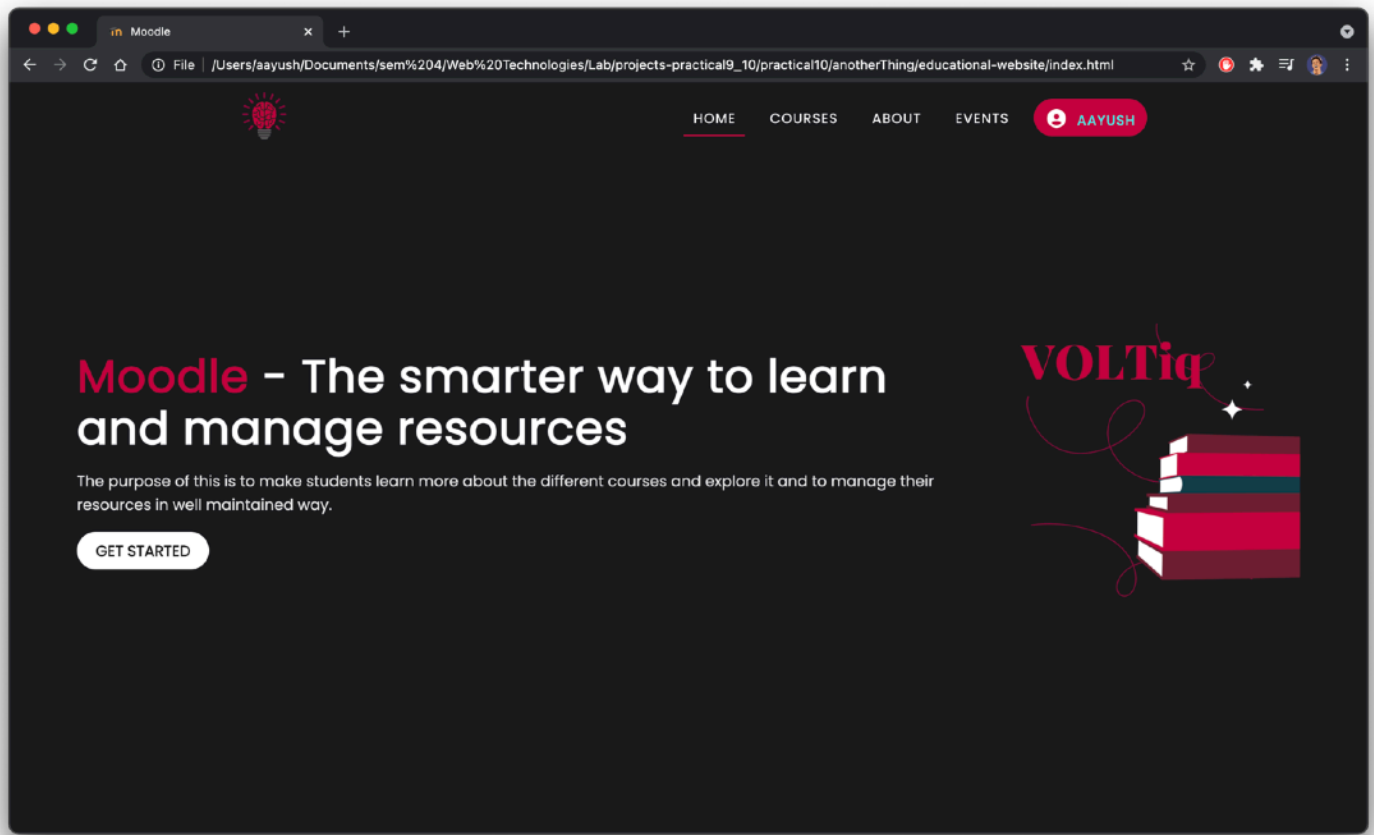 Moodle
File /Users/aayush/Documents/sem%204/Web%20Technologies/Lab/projects-practical9_10/practical10/anotherThing/educational-website/index.html
HOME COURSES ABOUT EVENTS AAYUSH
VOLTiq
Moodle - The smarter way to learn
and manage resources
The purpose of this is to make students learn more about the different courses and explore it and to manage their
resources in well maintained way.
GET STARTED